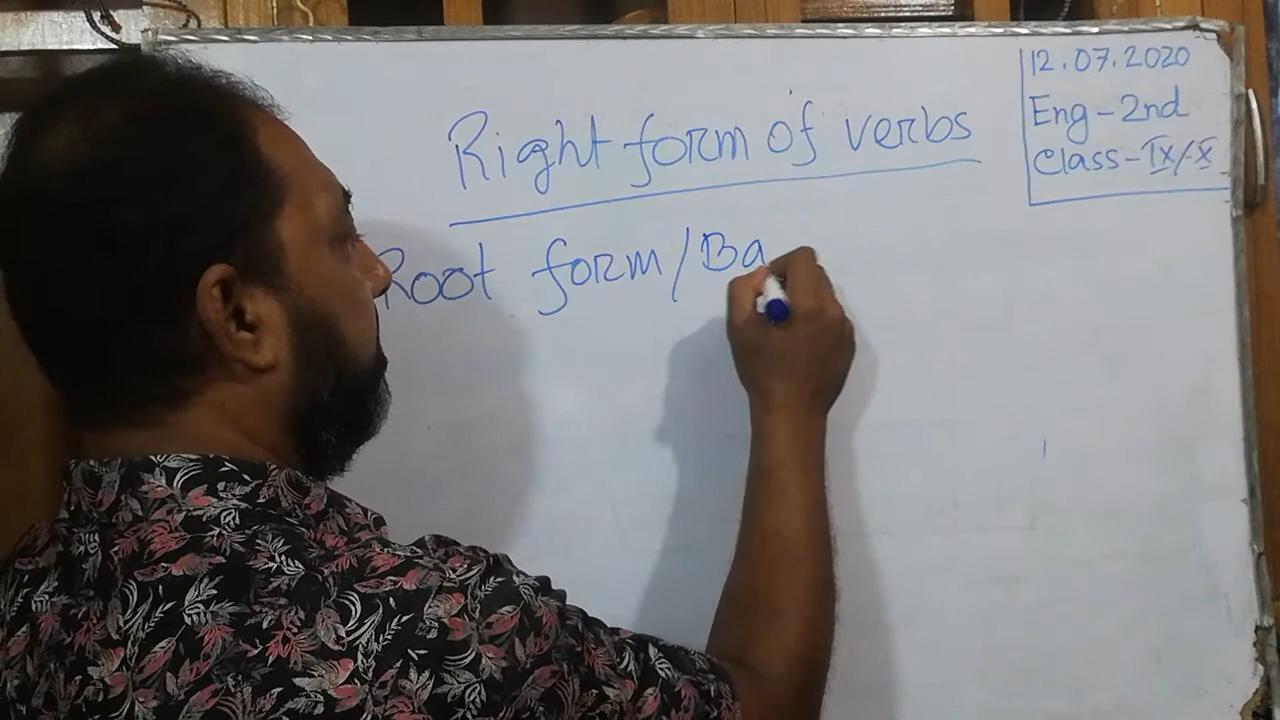 12.07.2020
Eng-2nd
Class-IX/X
Right form of verbs
Root form/Ba